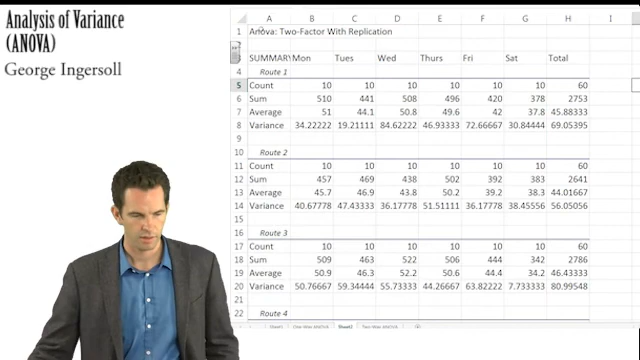 Analysis of Variance
(ANOVA)
George Ingersoll
A B C D E F G H I
1 Anova: Two-Factor With Replication
2
3 SUMMARY Mon Tues Wed Thurs Fri Sat Total
4 Route 1
5 Count 10 10 10 10 10 10 60
6 Sum 510 441 508 496 420 378 2753
7 Average 51 44.1 50.8 49.6 42 37.8 45.88333
8 Variance 34.22222 19.21111 84.62222 46.93333 72.66667 30.84444 69.05395
9
10 Route 2
11 Count 10 10 10 10 10 10 60
12 Sum 457 469 438 502 392 383 2641
13 Average 45.7 46.9 43.8 50.2 39.2 38.3 44.01667
14 Variance 40.67778 47.43333 36.17778 51.51111 36.17778 38.45556 56.05056
15
16 Route 3
17 Count 10 10 10 10 10 10 60
18 Sum 509 463 522 506 444 342 2786
19 Average 50.9 46.3 52.2 50.6 44.4 34.2 46.43333
20 Variance 50.76667 59.34444 55.73333 44.26667 63.82222 7.733333 80.99548
21
22 Route 4
Sheet1 One-Way ANOVA Sheet2 Two-Way ANOVA